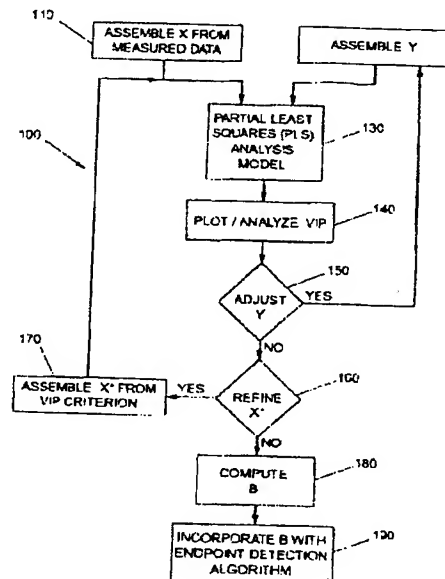 110
ASSEMBLE X FROM
MEASURED DATA
ASSEMBLE Y
100
PARTIAL LEAST
SQUARES (PLS)
ANALYSIS
MODEL
130
PLOT / ANALYZE VIP
140
150
ADJUST
Y
YES
NO
170
ASSEMBLE X* FROM
VIP CRITERION
YES
160
REFINE
X*
NO
COMPUTE
B
180
INCORPORATE B WITH
ENDPOINT DETECTION
ALGORITHM
190